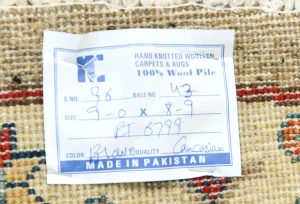 HAND KNOTTED WOOLEN
CARPETS & RUGS
100% Wool Pile
S.NO. 96 BALE NO. 43
SIZE 9-0 x 8-9
RT 6799
COLOR Brown QUALITY Caucasian
MADE IN PAKISTAN